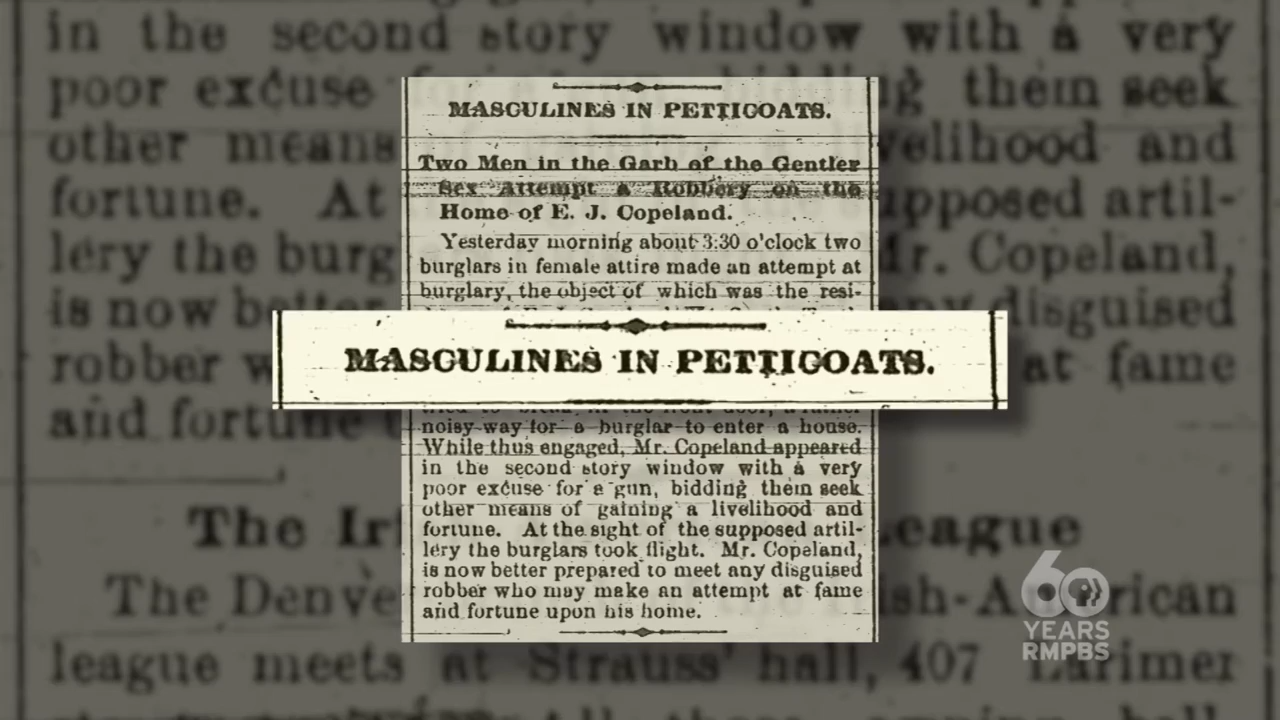 in the second story window with a very
poor excuse for a bidding them seek
other means livelihood and
fortune. At supposed artil-
lery the burg Mr. Copeland,
is now better any disguised
robber w at fame
and fortune
The Ir League
The Denve ish-American
league meets at Strauss' hall, 407 Larimer
MASCULINES IN PETTICOATS.
Two Men in the Garb of the Gentler
Sex Attempt a Robbery on the
Home of E. J. Copeland.
Yesterday morning about 3:30 o'clock two
burglars in female attire made an attempt at
burglary, the object of which was the resi-
MASCULINES IN PETTICOATS.
noisy way for a burglar to enter a house.
While thus engaged, Mr. Copeland appeared
in the second story window with a very
poor excuse for a gun, bidding them seek
other means of gaining a livelihood and
fortune. At the sight of the supposed artil-
lery the burglars took flight. Mr. Copeland,
is now better prepared to meet any disguised
robber who may make an attempt at fame
and fortune upon his home.
60
YEARS
RMPBS